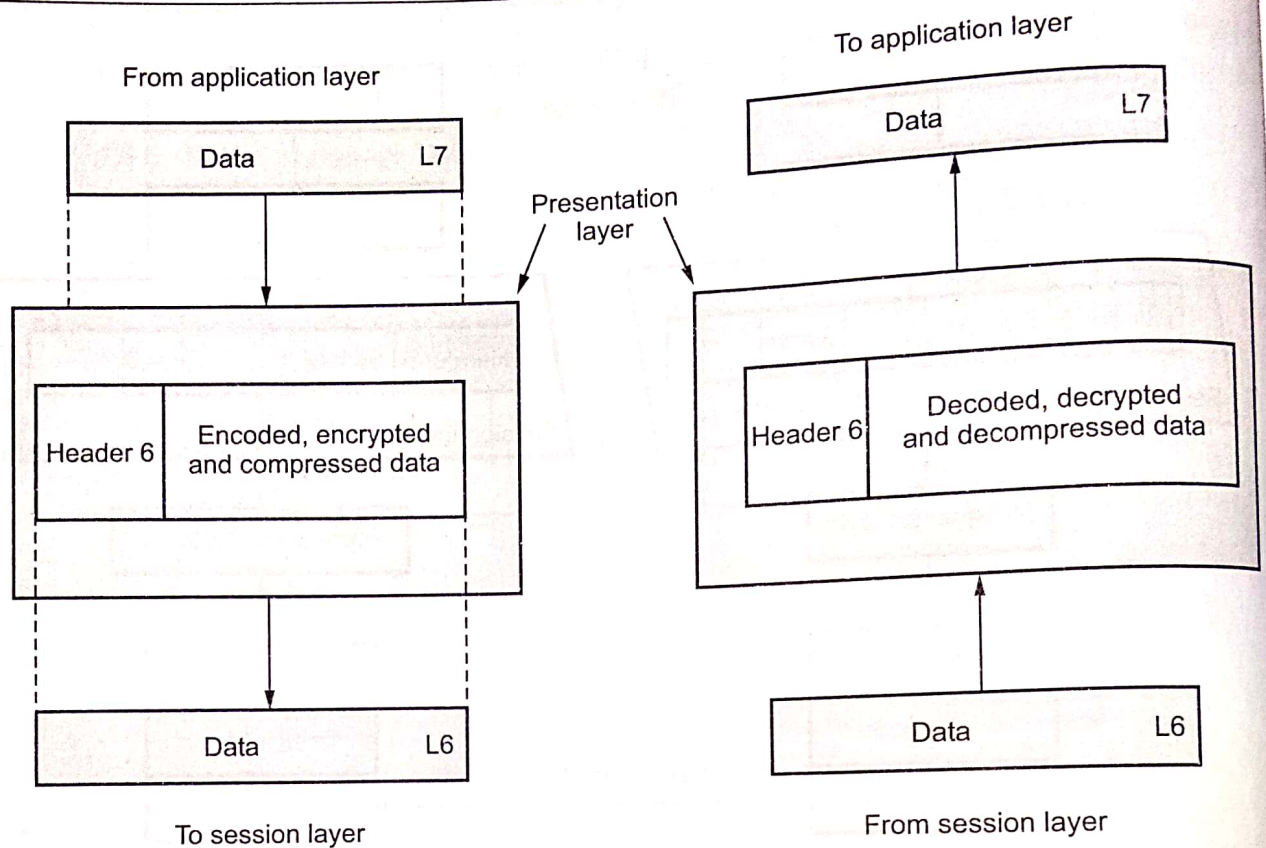 From application layer
Data L7
Header 6
Encoded, encrypted
and compressed data
Data L6
To session layer
Presentation
layer
To application layer
Data L7
Header 6
Decoded, decrypted
and decompressed data
Data L6
From session layer